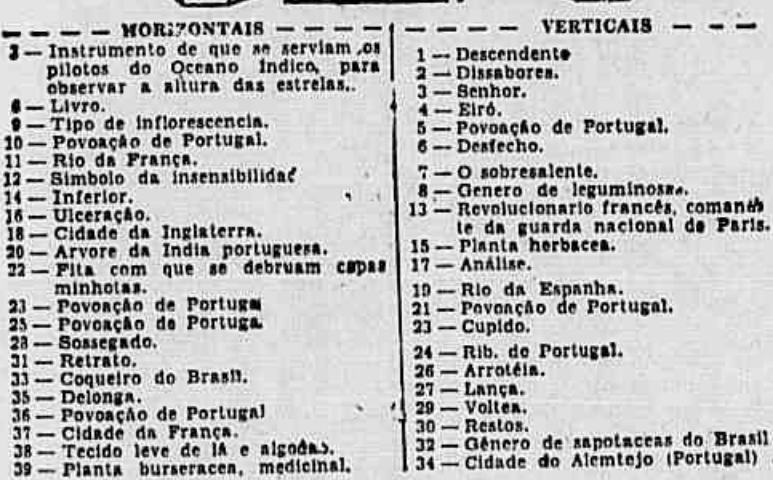 HORIZONTAIS
3 — Instrumento de que se serviam os
pilotos do Oceano Indico, para
observar a altura das estrelas..
6 — Livro.
9 — Tipo de inflorescencia.
10 — Povoação de Portugal.
11 — Rio da França.
12 — Simbolo da insensibilidad
14 — Inferior.
16 — Ulceração.
18 — Cidade da Inglaterra.
20 — Arvore da India portuguesa.
22 — Fita com que se debruam capas
minhotas.
23 — Povoação de Portugal
25 — Povoação de Portuga
28 — Sossegado.
31 — Retrato.
33 — Coqueiro do Brasil.
35 — Delonga.
36 — Povoação de Portugal
37 — Cidade da França.
38 — Tecido leve de lã e algodão.
39 — Planta burseracea, medicinal.
VERTICAIS
1 — Descendente
2 — Dissabores.
3 — Senhor.
4 — Eiró.
5 — Povoação de Portugal.
6 — Desfecho.
7 — O sobresalente.
8 — Genero de leguminosas.
13 — Revolucionario francês, comandan
te da guarda nacional de Paris.
15 — Planta herbacea.
17 — Análise.
19 — Rio da Espanha.
21 — Povoação de Portugal.
23 — Cupido.
24 — Rib. de Portugal.
26 — Arrotéia.
27 — Lança.
29 — Voltea.
30 — Restos.
32 — Gênero de sapotaceas do Brasil
34 — Cidade do Alemtejo (Portugal)